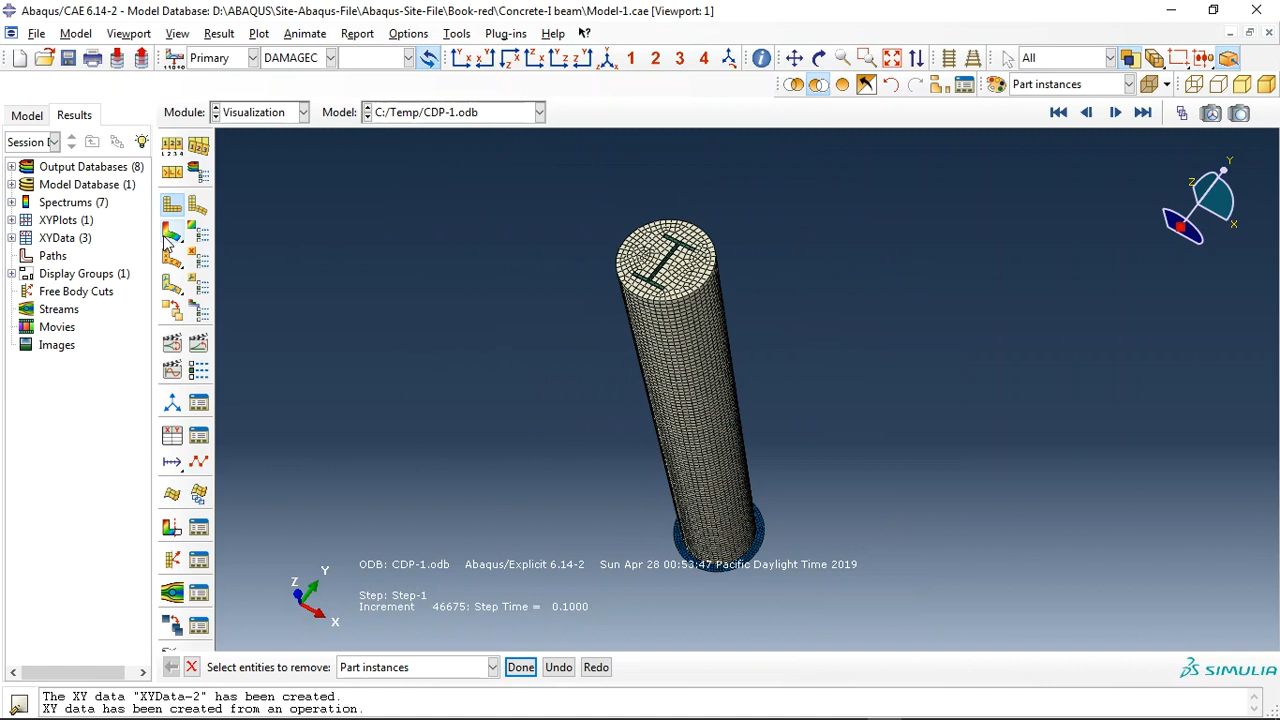 Abaqus/CAE 6.14-2 - Model Database: D:\ABAQUS\Site-Abaqus-File\Abaqus-Site-File\Book-red\Concrete-I beam\Model-1.cae [Viewport: 1]
File Model Viewport View Result Plot Animate Report Options Tools Plug-ins Help
Primary DAMAGEC 1 2 3 4 All
Part instances
Model Results Module: Visualization Model: C:/Temp/CDP-1.odb
Session D
Output Databases (8)
Model Database (1)
Spectrums (7)
XYPlots (1)
XYData (3)
Paths
Display Groups (1)
Free Body Cuts
Streams
Movies
Images
Y
Z
X
ODB: CDP-1.odb Abaqus/Explicit 6.14-2 Sun Apr 28 00:53:47 Pacific Daylight Time 2019
Y
Z
Step: Step-1
Increment 46675: Step Time = 0.1000
X
Select entities to remove: Part instances Done Undo Redo
SIMULIA
The XY data "XYData-2" has been created.
XY data has been created from an operation.